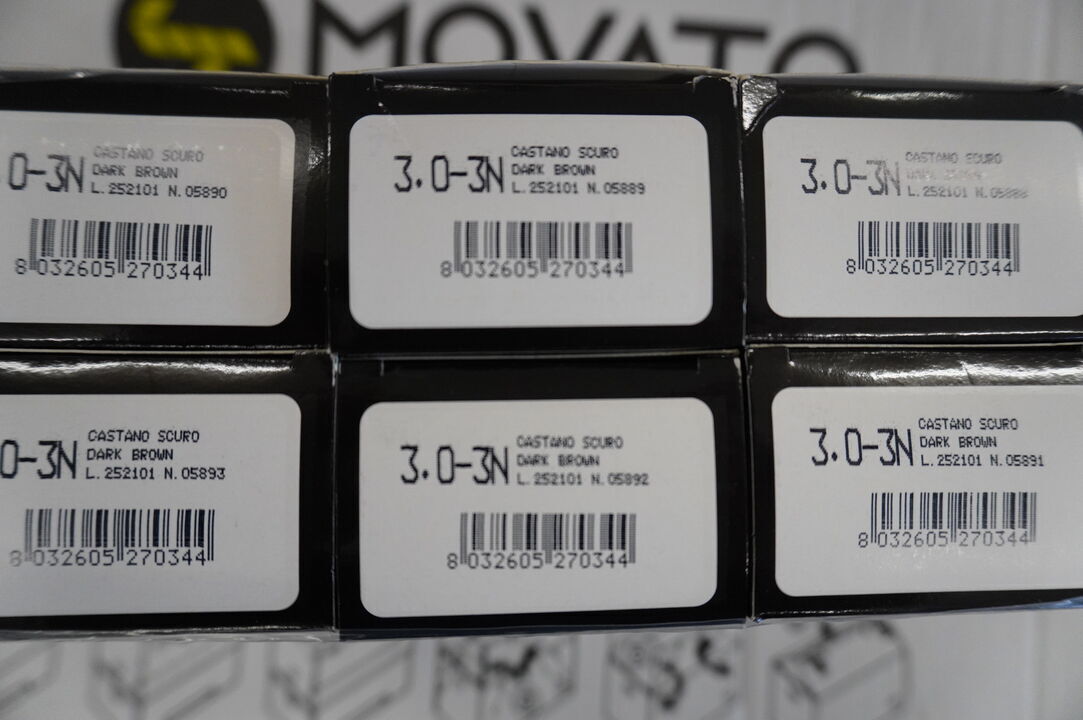 MOVATO
0-3N CASTANO SCURO
DARK BROWN
L. 252101 N. 05890
8 032605 270344
3.0-3N CASTANO SCURO
DARK BROWN
L. 252101 N. 05889
8 032605 270344
3.0-3N CASTANO SCURO
DARK
L. 252101 N. 05888
8 032605 270344
0-3N CASTANO SCURO
DARK BROWN
L. 252101 N. 05893
8 032605 270344
3.0-3N CASTANO SCURO
DARK BROWN
L. 252101 N. 05892
8 032605 270344
3.0-3N CASTANO SCURO
DARK BROWN
L. 252101 N. 05891
8 032605 270344